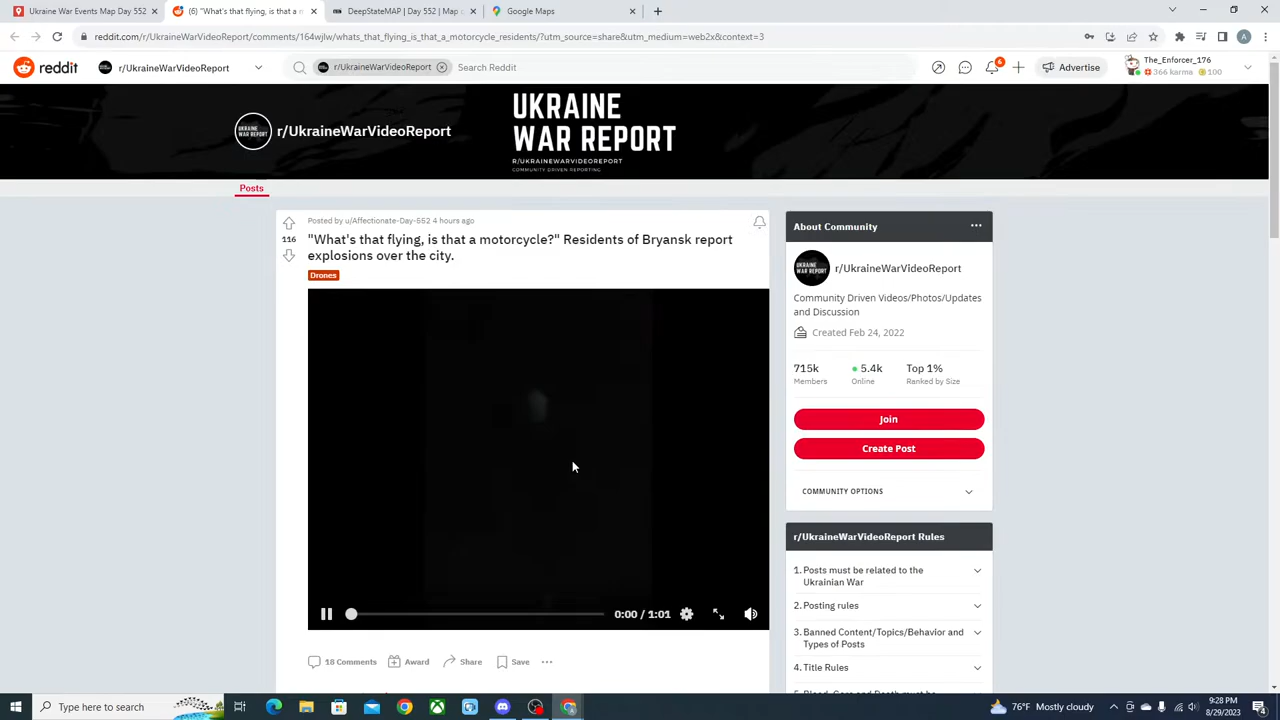 Ukraine War Events Map Day 552
(6) "What's that flying, is that a m
DeepStateMAP | Day 552 | Map o
Google Maps
reddit.com/r/UkraineWarVideoReport/comments/164wjlw/whats_that_flying_is_that_a_motorcycle_residents/?utm_source=share&utm_medium=web2x&context=3
A
reddit
r/UkraineWarVideoReport
r/UkraineWarVideoReport
Search Reddit
6
Advertise
The_Enforcer_176
366 karma 100
r/UkraineWarVideoReport
UKRAINE
WAR REPORT
R/UKRAINEWARVIDEOREPORT
COMMUNITY DRIVEN REPORTING
Posts
Posted by u/Affectionate-Day-552 4 hours ago
116
"What's that flying, is that a motorcycle?" Residents of Bryansk report
explosions over the city.
Drones
0:00 / 1:01
18 Comments
Award
Share
Save
About Community
r/UkraineWarVideoReport
Community Driven Videos/Photos/Updates
and Discussion
Created Feb 24, 2022
715k
5.4k
Top 1%
Members
Online
Ranked by Size
Join
Create Post
COMMUNITY OPTIONS
r/UkraineWarVideoReport Rules
1. Posts must be related to the
Ukrainian War
2. Posting rules
3. Banned Content/Topics/Behavior and
Types of Posts
4. Title Rules
Type here to search
76°F Mostly cloudy
9:28 PM
8/29/2023